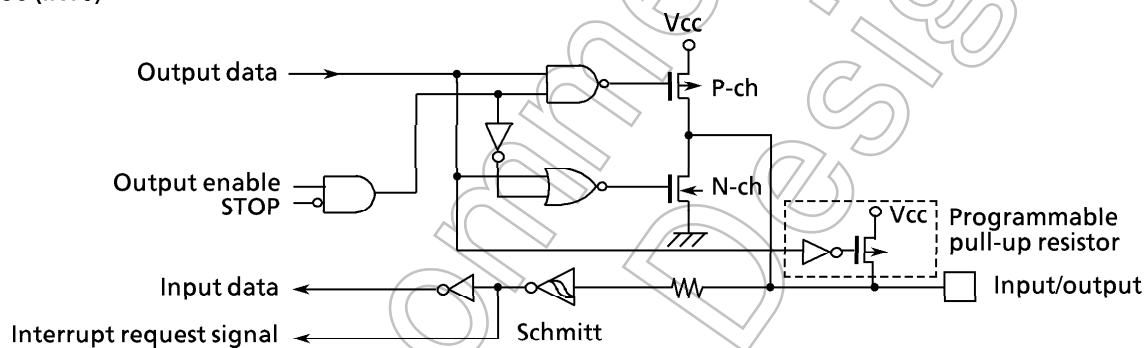 Vcc
Output data
P-ch
Output enable
STOP
N-ch
Vcc
Programmable
pull-up resistor
Input data
Input/output
Schmitt
Interrupt request signal